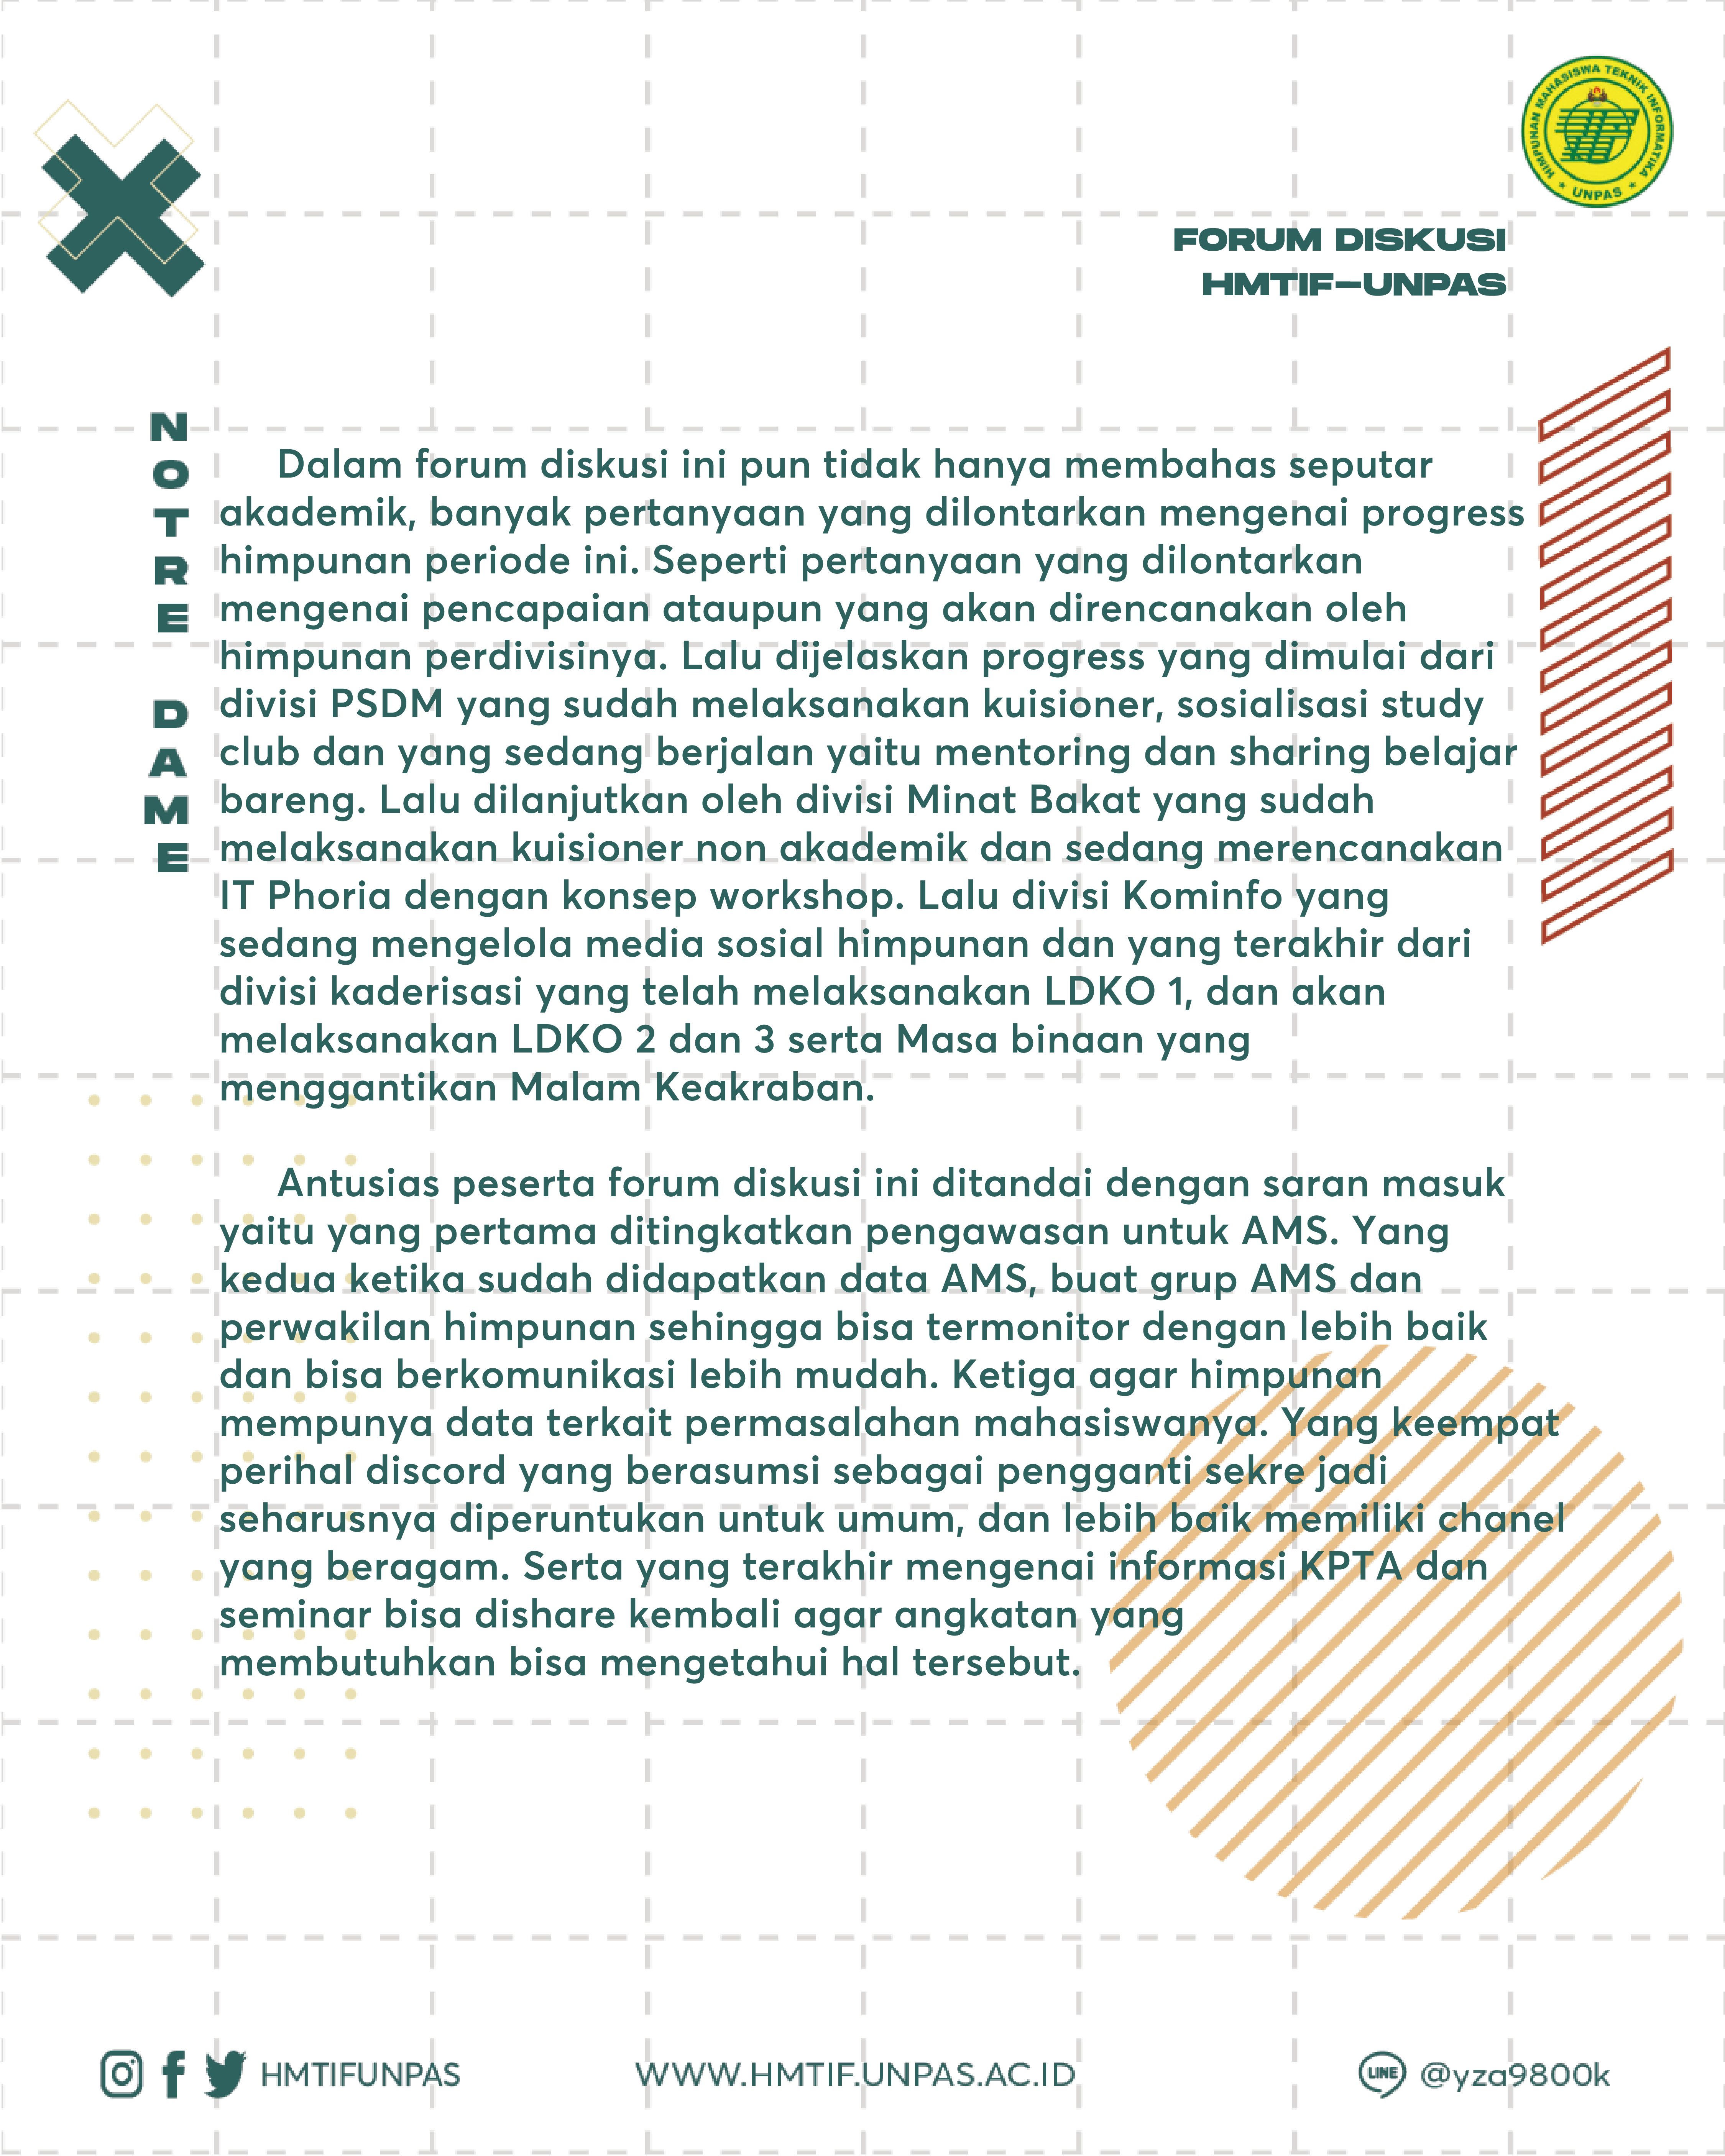 HIMPUNAN MAHASISWA TEKNIK INFORMATIKA
UNPAS
FORUM DISKUSI
HMTIF-UNPAS
NOTRE DAME
Dalam forum diskusi ini pun tidak hanya membahas seputar
akademik, banyak pertanyaan yang dilontarkan mengenai progress
himpunan periode ini. Seperti pertanyaan yang dilontarkan
mengenai pencapaian ataupun yang akan direncanakan oleh
himpunan perdivisinya. Lalu dijelaskan progress yang dimulai dari
divisi PSDM yang sudah melaksanakan kuisioner, sosialisasi study
club dan yang sedang berjalan yaitu mentoring dan sharing belajar
bareng. Lalu dilanjutkan oleh divisi Minat Bakat yang sudah
melaksanakan kuisioner non akademik dan sedang merencanakan
IT Phoria dengan konsep workshop. Lalu divisi Kominfo yang
sedang mengelola media sosial himpunan dan yang terakhir dari
divisi kaderisasi yang telah melaksanakan LDKO 1, dan akan
melaksanakan LDKO 2 dan 3 serta Masa binaan yang
menggantikan Malam Keakraban.
Antusias peserta forum diskusi ini ditandai dengan saran masuk
yaitu yang pertama ditingkatkan pengawasan untuk AMS. Yang
kedua ketika sudah didapatkan data AMS, buat grup AMS dan
perwakilan himpunan sehingga bisa termonitor dengan lebih baik
dan bisa berkomunikasi lebih mudah. Ketiga agar himpunan
mempunya data terkait permasalahan mahasiswanya. Yang keempat
perihal discord yang berasumsi sebagai pengganti sekre jadi
seharusnya diperuntukan untuk umum, dan lebih baik memiliki chanel
yang beragam. Serta yang terakhir mengenai informasi KPTA dan
seminar bisa dishare kembali agar angkatan yang
membutuhkan bisa mengetahui hal tersebut.
HMTIFUNPAS
WWW.HMTIF.UNPAS.AC.ID
LINE @yza9800k